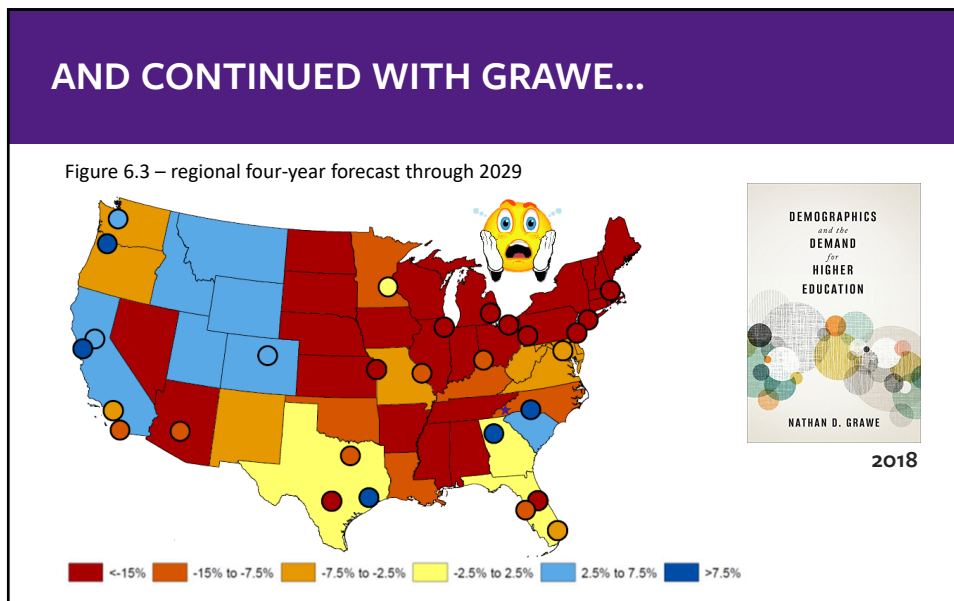 AND CONTINUED WITH GRAWE...
Figure 6.3 – regional four-year forecast through 2029
DEMOGRAPHICS
and the
DEMAND
for
HIGHER
EDUCATION
NATHAN D. GRAWE
2018
<-15%
-15% to -7.5%
-7.5% to -2.5%
-2.5% to 2.5%
2.5% to 7.5%
>7.5%